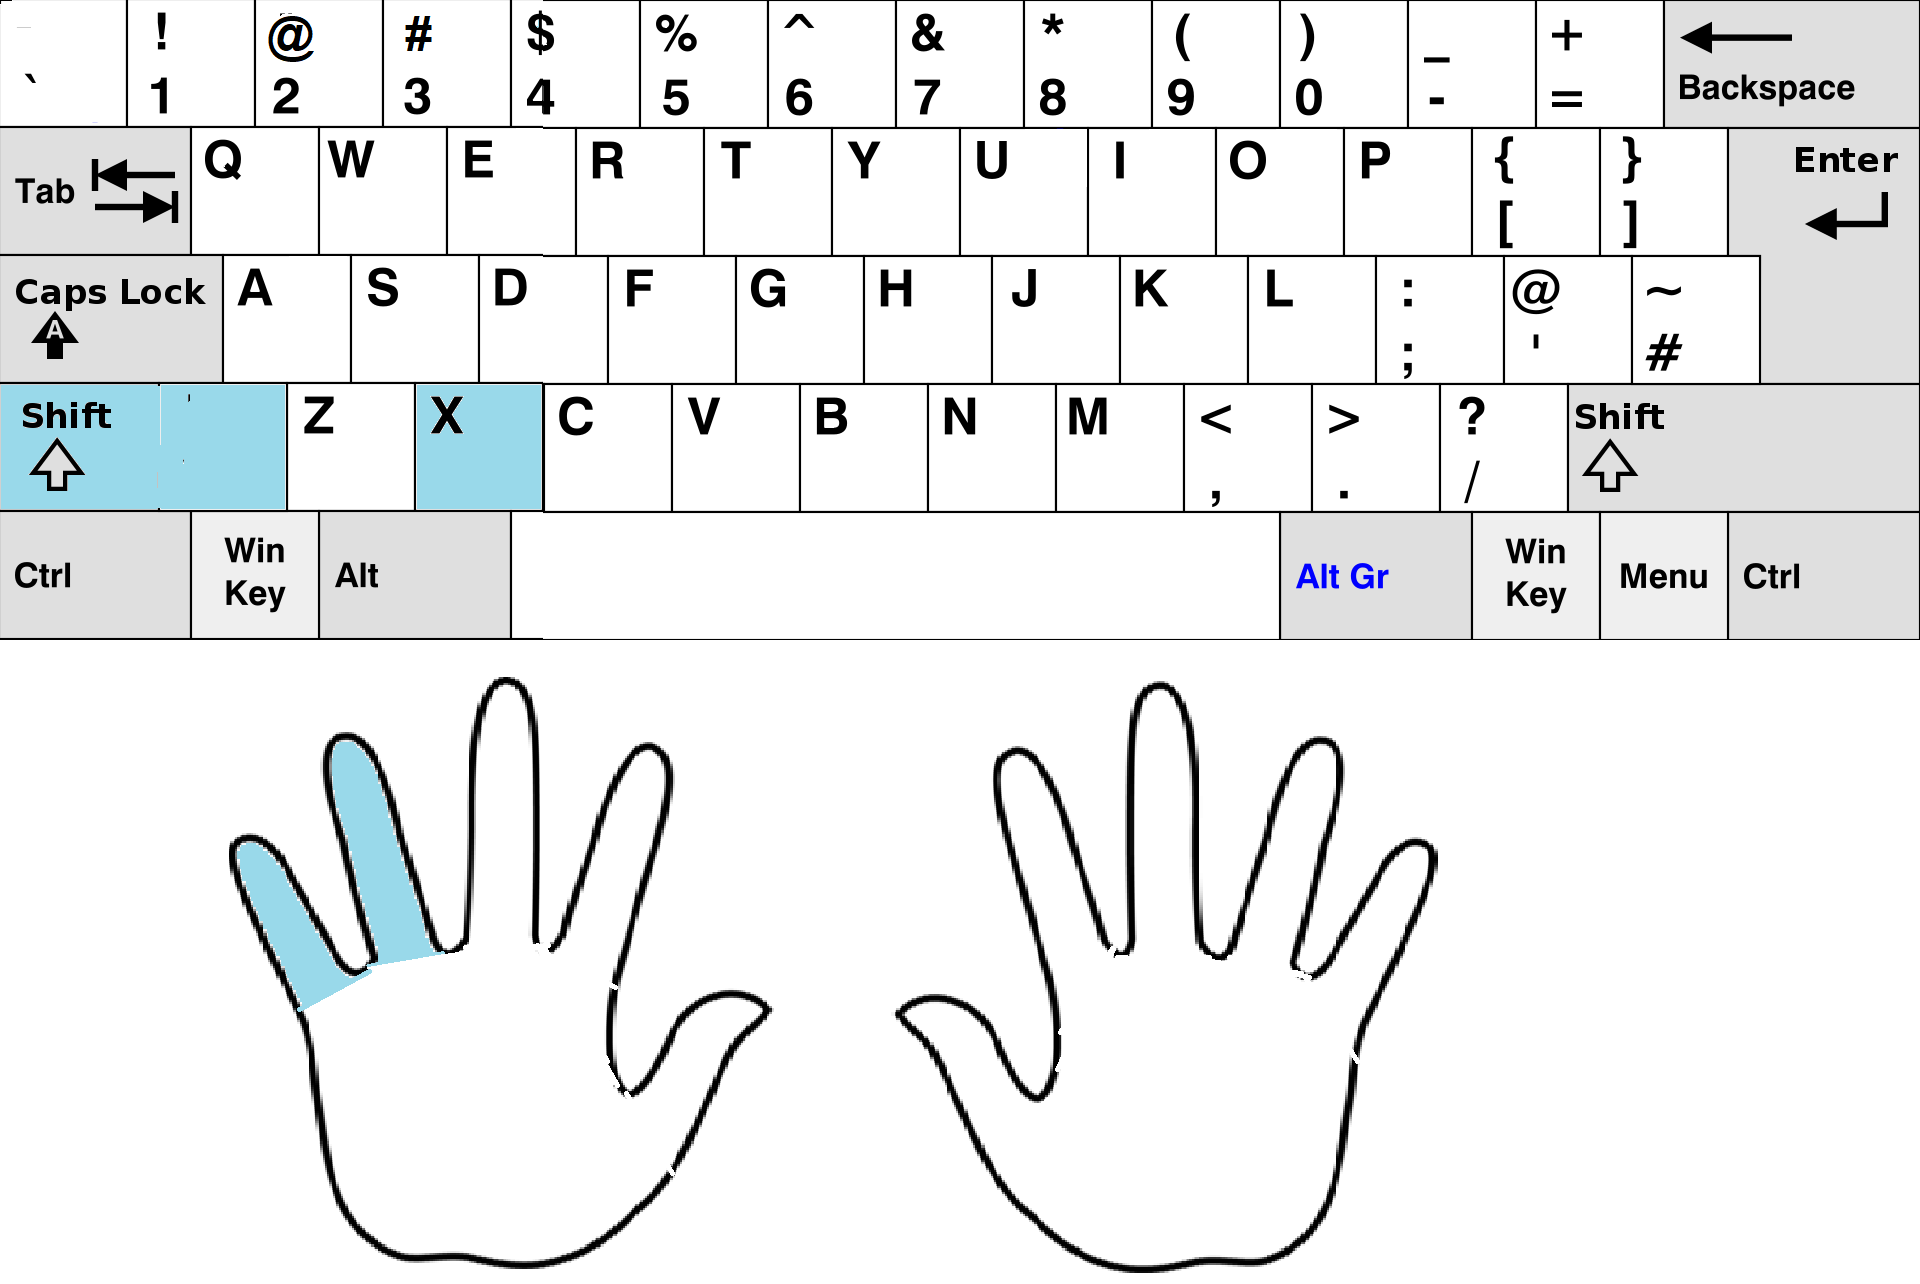 ! @ # $ % ^ & * ( ) _ +
` 1 2 3 4 5 6 7 8 9 0 - = Backspace
Tab Q W E R T Y U I O P { } Enter
[ ]
Caps Lock A S D F G H J K L : @ ~
A ; ' #
Shift Z X C V B N M < > ? Shift
, . /
Ctrl Win Key Alt Alt Gr Win Key Menu Ctrl